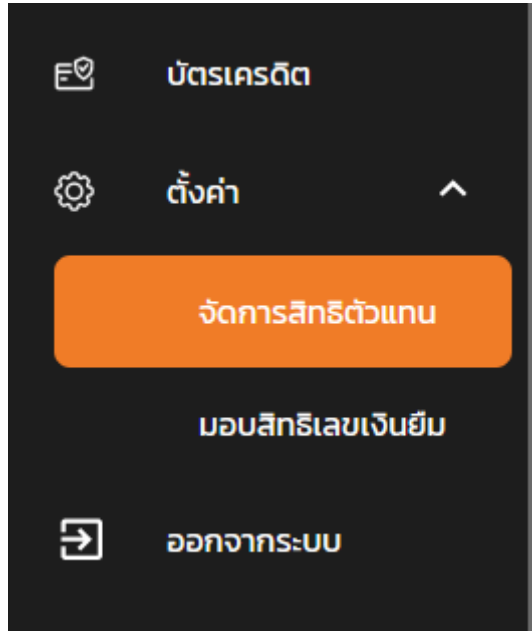 บัตรเครดิต
ตั้งค่า
จัดการสิทธิตัวแทน
มอบสิทธิเลขเงินยืม
ออกจากระบบ